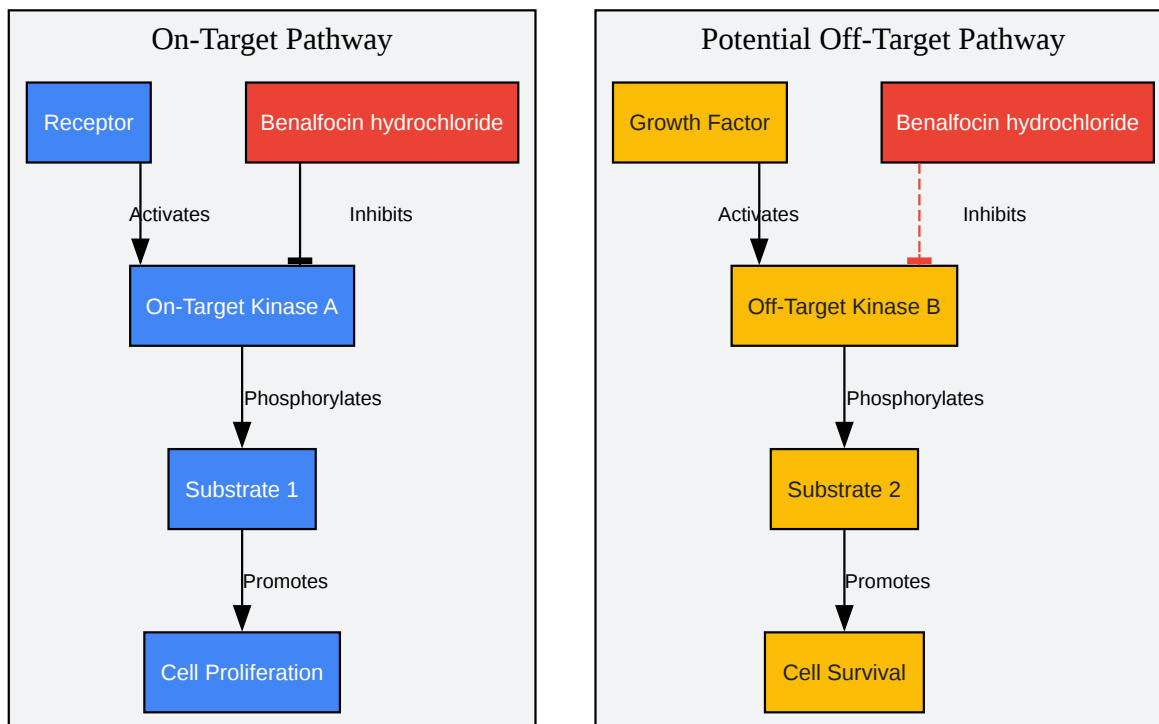 On-Target Pathway
Receptor
Benalfocin hydrochloride
Activates
Inhibits
On-Target Kinase A
Phosphorylates
Substrate 1
Promotes
Cell Proliferation
Potential Off-Target Pathway
Growth Factor
Benalfocin hydrochloride
Activates
Inhibits
Off-Target Kinase B
Phosphorylates
Substrate 2
Promotes
Cell Survival